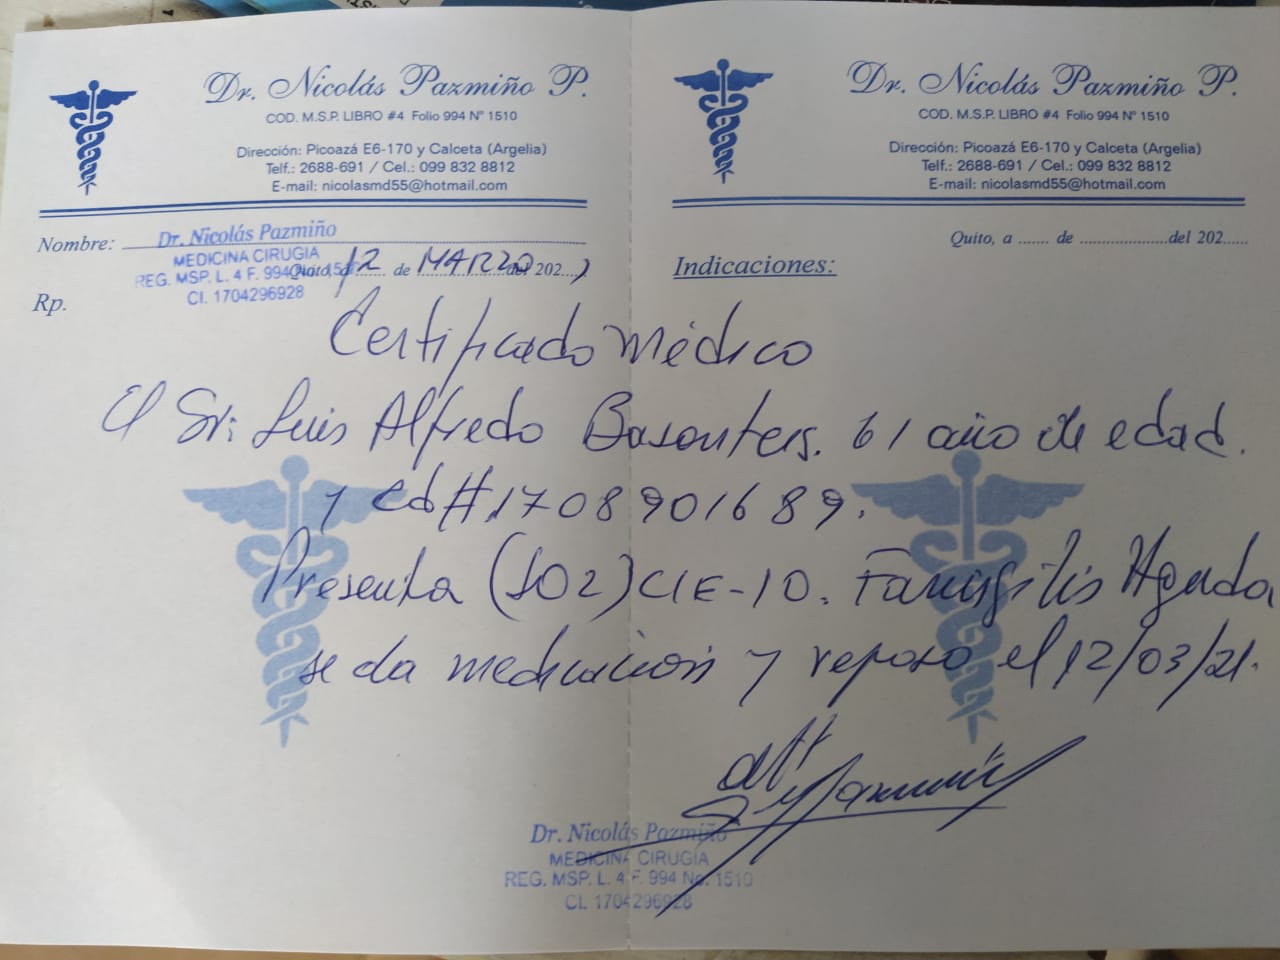 Dr. Nicolás Pazmiño P.
COD. M.S.P. LIBRO #4 Folio 994 Nº 1510
Dirección: Picoazá E6-170 y Calceta (Argelia)
Telf.: 2688-691 / Cel.: 099 832 8812
E-mail: nicolasmd55@hotmail.com
Nombre:
Dr. Nicolás Pazmiño
MEDICINA CIRUGIA
REG. MSP. L. 4 F. 994 No. 1510
CI. 1704296928
Quito, a 12 de MARZO del 202
Rp.
Dr. Nicolás Pazmiño P.
COD. M.S.P. LIBRO #4 Folio 994 Nº 1510
Dirección: Picoazá E6-170 y Calceta (Argelia)
Telf.: 2688-691 / Cel.: 099 832 8812
E-mail: nicolasmd55@hotmail.com
Quito, a ....... de ....................del 202......
Indicaciones:
Certificado médico
El Sr: Luis Alfredo 61 año de edad.
y cd # 1708901689.
Presenta (J02) CIE-10. Faringitis Aguda
se da medicación y reposo el 12/03/21.
att
Dr. Nicolás Pazmiño
MEDICINA CIRUGÍA
REG. MSP. L. 4 F. 994 No. 1510
CI. 1704296928